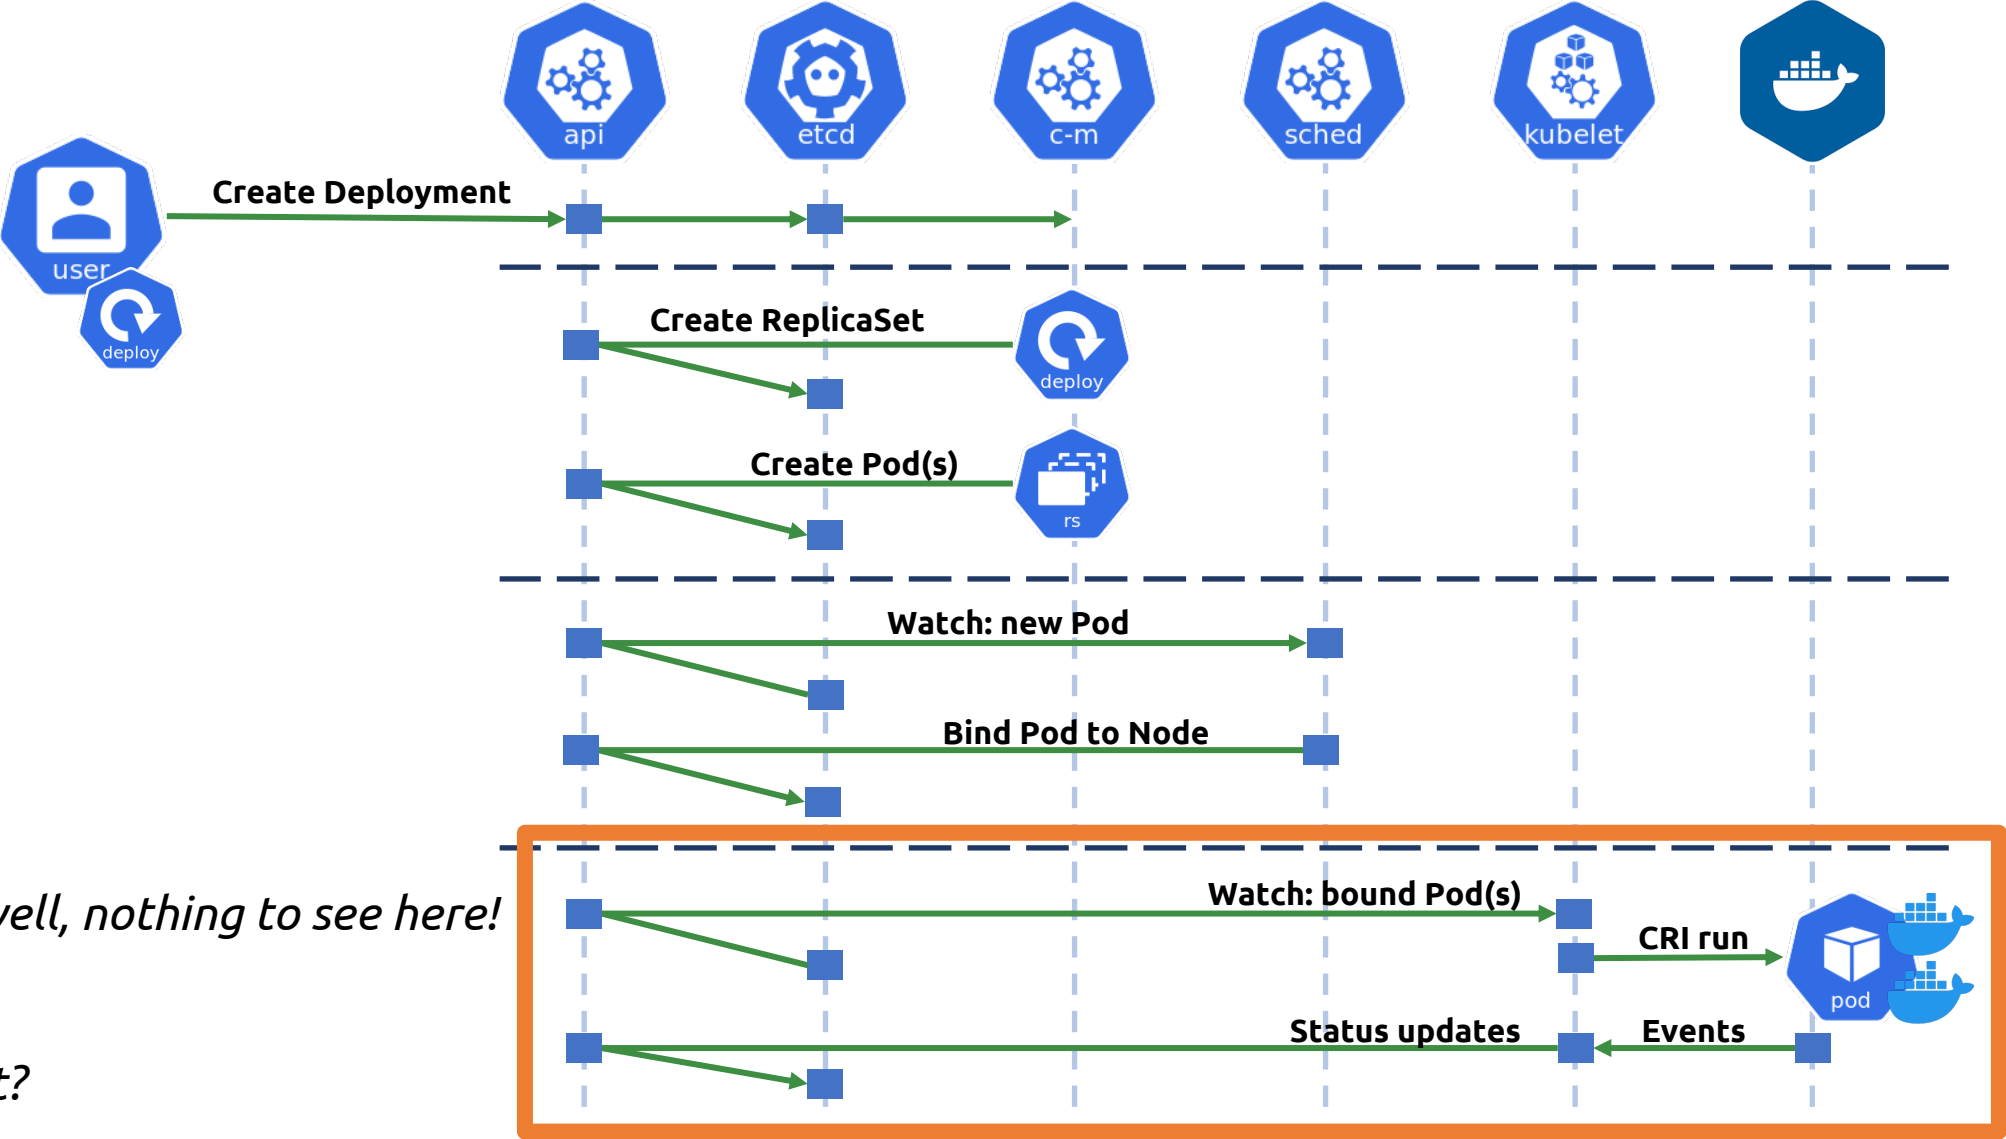 api
etcd
c-m
sched
kubelet
user
deploy
Create Deployment
Create ReplicaSet
deploy
Create Pod(s)
rs
Watch: new Pod
Bind Pod to Node
well, nothing to see here!
Watch: bound Pod(s)
CRI run
pod
Status updates
Events
t?